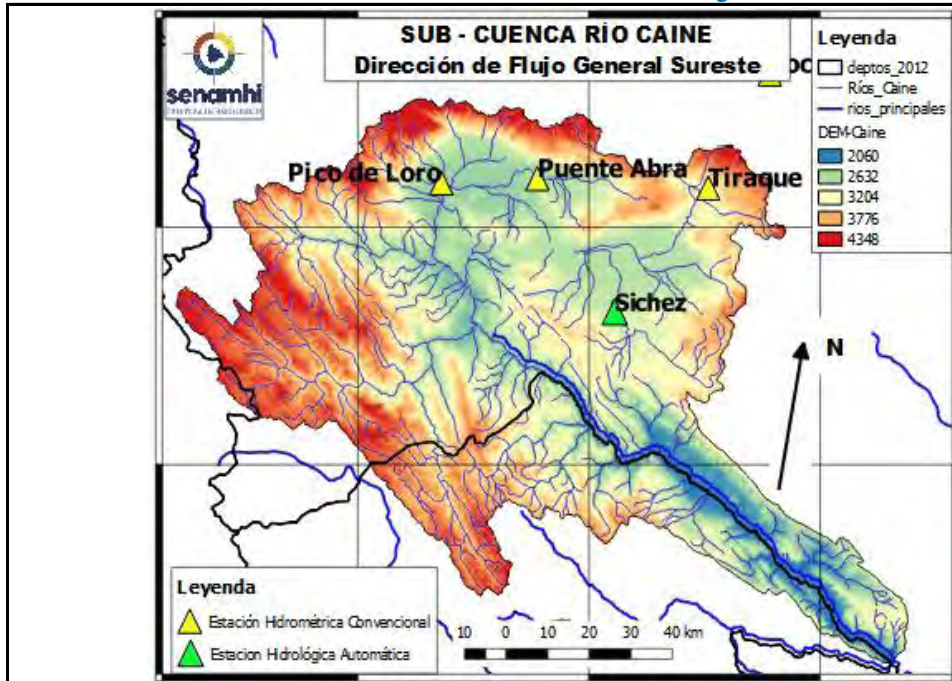 senamhi
SUB - CUENCA RÍO CAINE
Dirección de Flujo General Sureste
Leyenda
deptos_2012
Ríos_Caine
rios_principales
DEM-Caine
2060
2632
3204
3776
4348
Pico de Loro
Puente Abra
Tiraque
Sichez
N
Leyenda
Estación Hidrométrica Convencional
Estacion Hidrológica Automática
10 0 10 20 30 40 km